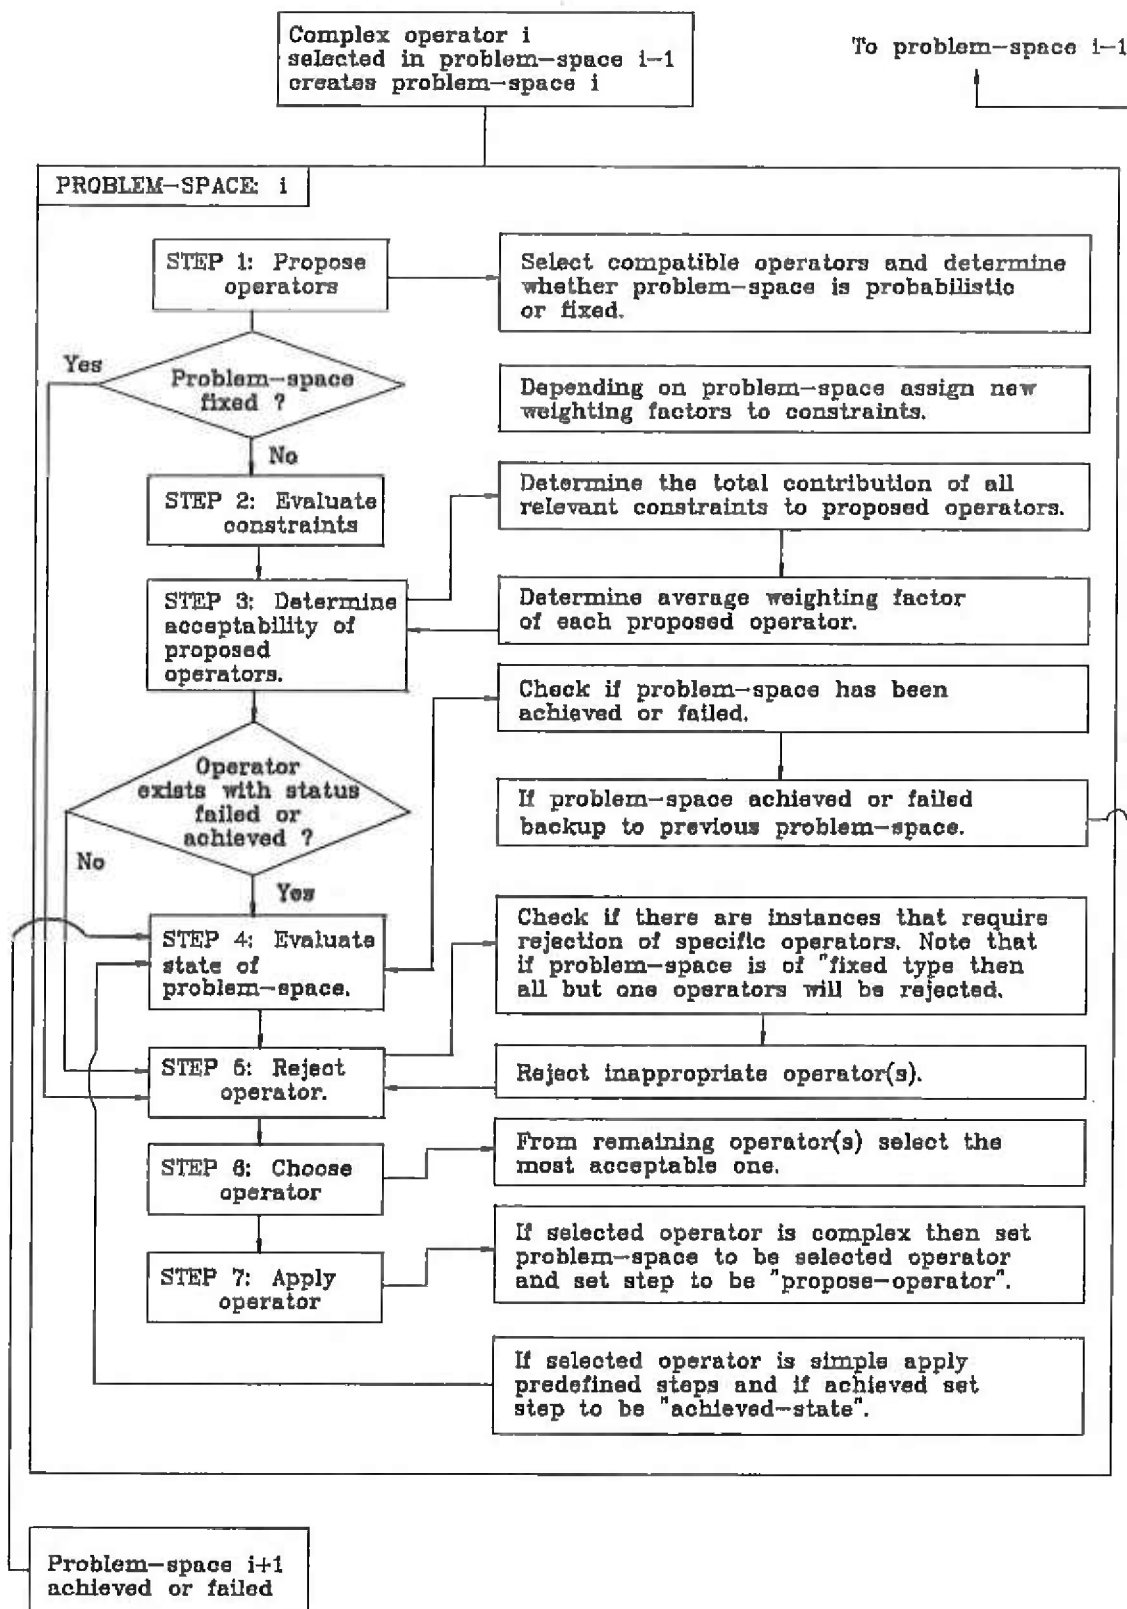 Complex operator i
selected in problem-space i-1
creates problem-space i
To problem-space i-1
PROBLEM-SPACE: i
STEP 1: Propose
operators
Select compatible operators and determine
whether problem-space is probabilistic
or fixed.
Yes
Problem-space
fixed ?
Depending on problem-space assign new
weighting factors to constraints.
No
STEP 2: Evaluate
constraints
Determine the total contribution of all
relevant constraints to proposed operators.
STEP 3: Determine
acceptability of
proposed
operators.
Determine average weighting factor
of each proposed operator.
Check if problem-space has been
achieved or failed.
Operator
exists with status
failed or
achieved ?
If problem-space achieved or failed
backup to previous problem-space.
No
Yes
STEP 4: Evaluate
state of
problem-space.
Check if there are instances that require
rejection of specific operators. Note that
if problem-space is of "fixed type then
all but one operators will be rejected.
STEP 5: Reject
operator.
Reject inappropriate operator(s).
STEP 6: Choose
operator
From remaining operator(s) select the
most acceptable one.
STEP 7: Apply
operator
If selected operator is complex then set
problem-space to be selected operator
and set step to be "propose-operator".
If selected operator is simple apply
predefined steps and if achieved set
step to be "achieved-state".
Problem-space i+1
achieved or failed